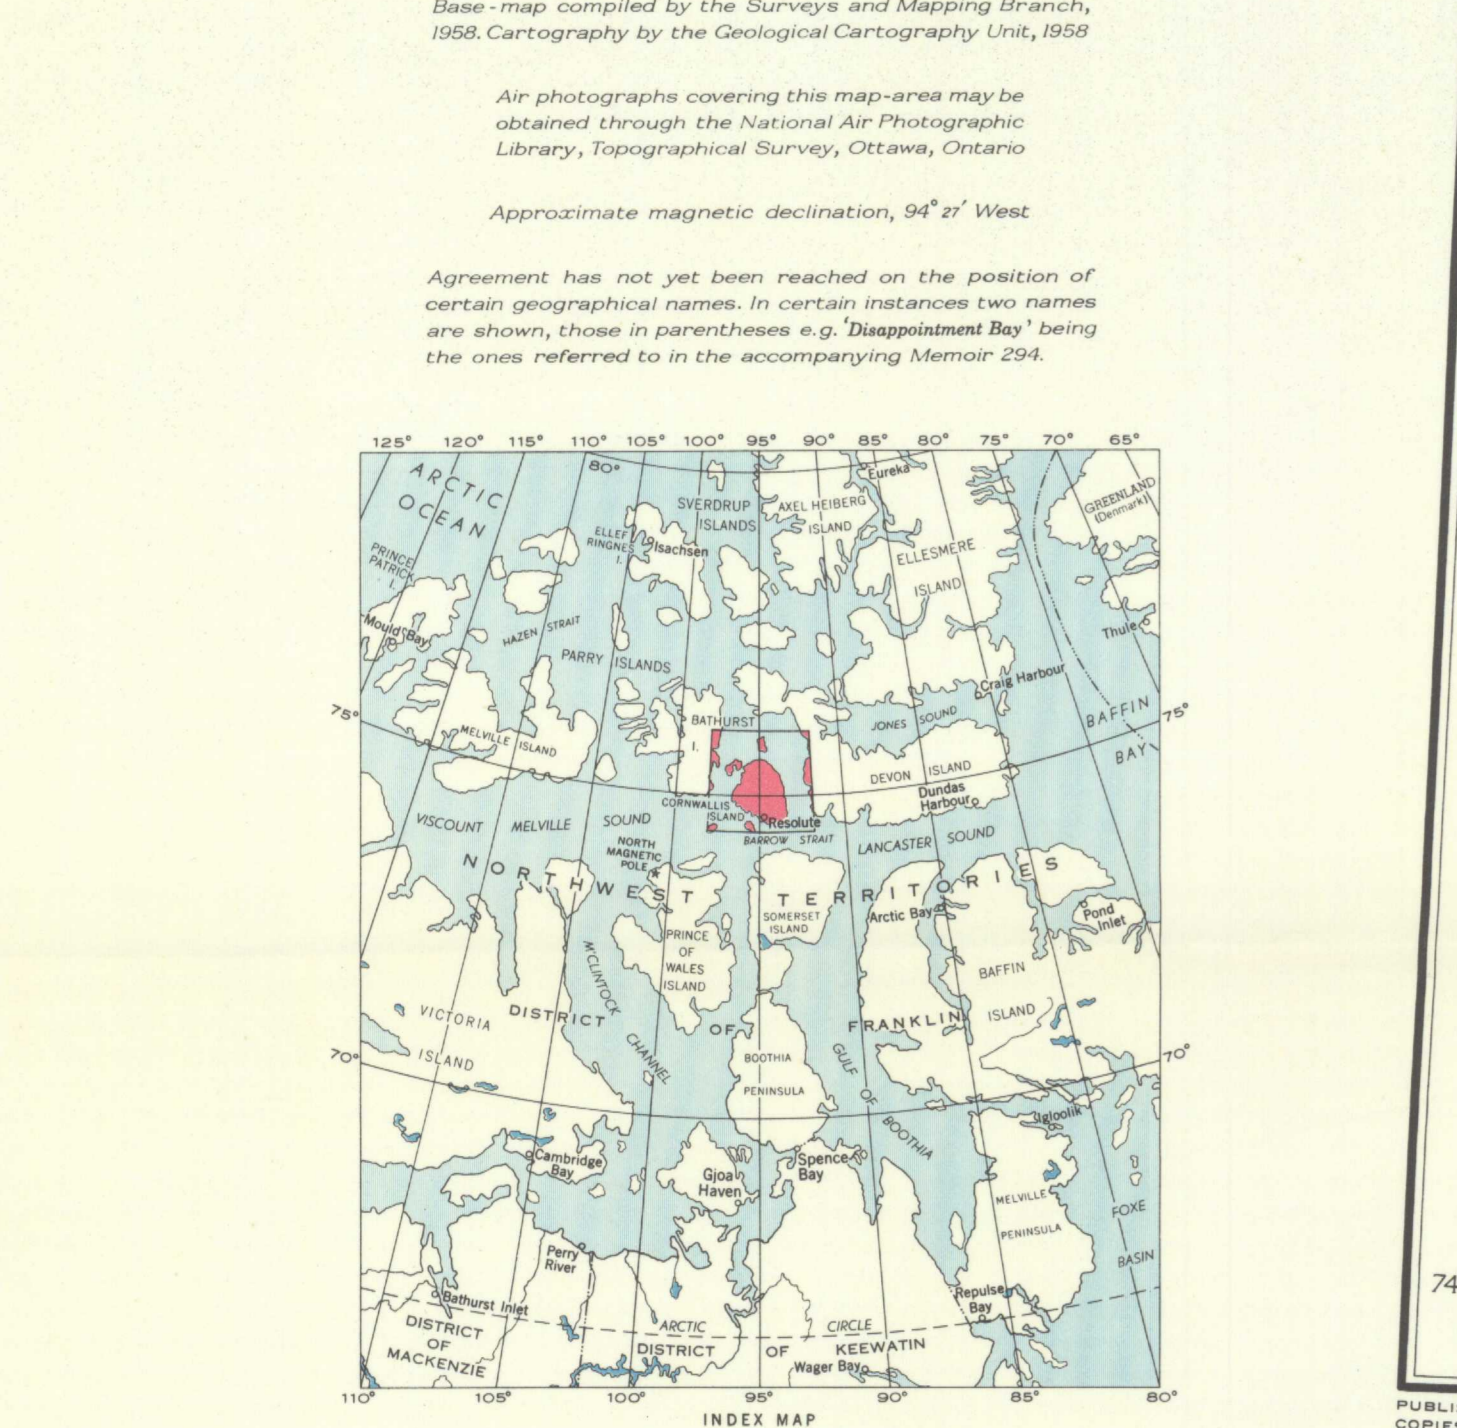 Base-map compiled by the Surveys and Mapping Branch,
1958. Cartography by the Geological Cartography Unit, 1958
Air photographs covering this map-area may be
obtained through the National Air Photographic
Library, Topographical Survey, Ottawa, Ontario
Approximate magnetic declination, 94° 27' West
Agreement has not yet been reached on the position of
certain geographical names. In certain instances two names
are shown, those in parentheses e.g. 'Disappointment Bay' being
the ones referred to in the accompanying Memoir 294.
125° 120° 115° 110° 105° 100° 95° 90° 85° 80° 75° 70° 65°
80°
ARCTIC
OCEAN
Eureka
GREENLAND
(Denmark)
SVERDRUP
ISLANDS
AXEL HEIBERG
ISLAND
ELLEF
RINGNES
I.
Isachsen
ELLESMERE
ISLAND
PRINCE
PATRICK
I.
Mould Bay
HAZEN STRAIT
Thule
PARRY ISLANDS
Craig Harbour
75°
75°
BAFFIN
BAY
BATHURST
I.
JONES SOUND
MELVILLE ISLAND
DEVON ISLAND
Dundas
Harbour
CORNWALLIS
ISLAND
Resolute
VISCOUNT MELVILLE SOUND
BARROW STRAIT
LANCASTER SOUND
NORTH
MAGNETIC
POLE
NORTHWEST TERRITORIES
SOMERSET
ISLAND
Arctic Bay
Pond
Inlet
PRINCE
OF
WALES
ISLAND
M'CLINTOCK
CHANNEL
BAFFIN
ISLAND
VICTORIA
ISLAND
DISTRICT OF FRANKLIN
70°
70°
BOOTHIA
PENINSULA
GULF OF BOOTHIA
Igloolik
Cambridge
Bay
Gjoa
Haven
Spence
Bay
MELVILLE
PENINSULA
FOXE
BASIN
Perry
River
Bathurst Inlet
Repulse
Bay
ARCTIC CIRCLE
DISTRICT
OF
MACKENZIE
DISTRICT OF KEEWATIN
Wager Bay
110° 105° 100° 95° 90° 85° 80°
INDEX MAP
74
PUBLI
COPIES